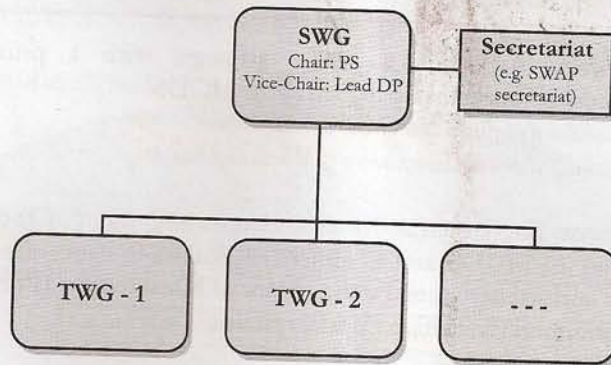 SWG
Chair: PS
Vice-Chair: Lead DP
Secretariat
(e.g. SWAP
secretariat)
TWG - 1
TWG - 2
- - -